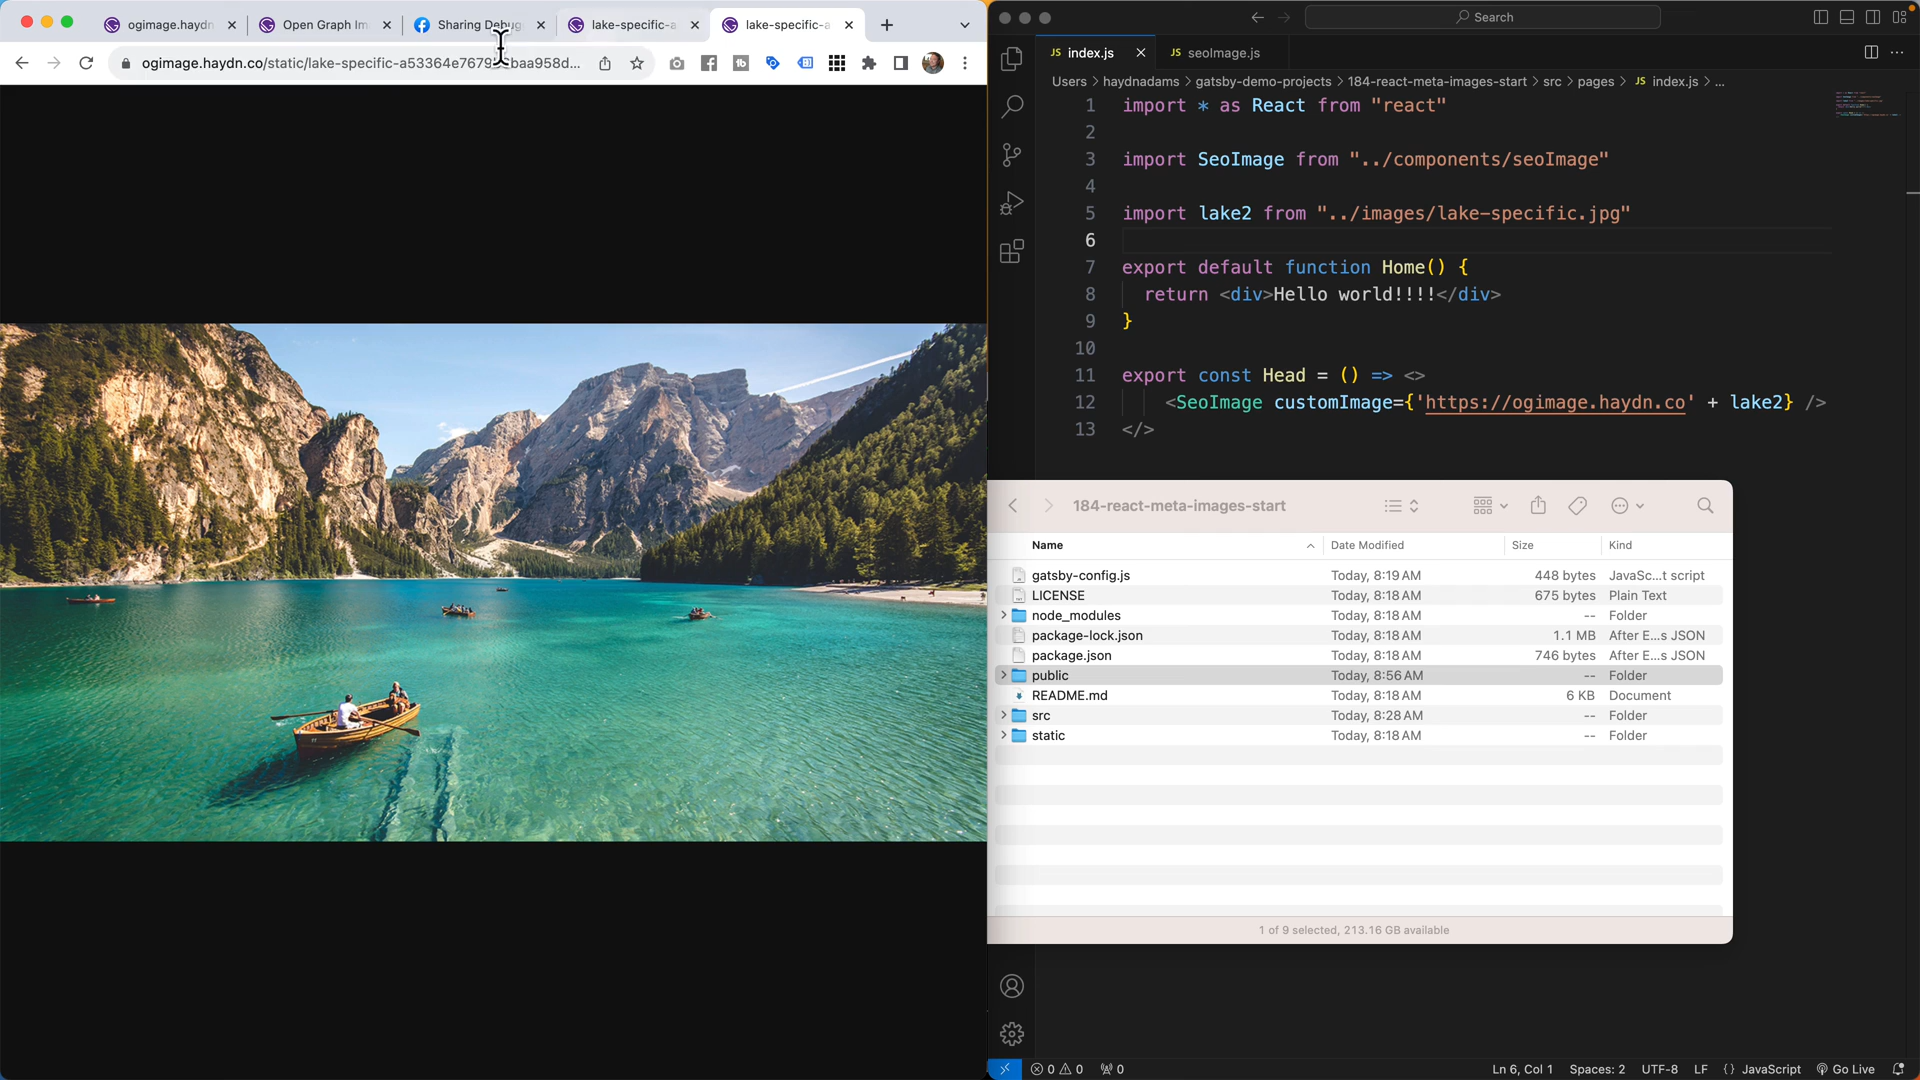 ogimage.haydn
Open Graph Im
Sharing Debug
lake-specific-a
lake-specific-a
ogimage.haydn.co/static/lake-specific-a53364e7679
baa958d...
Search
JS index.js
JS seoImage.js
Users > haydnadams > gatsby-demo-projects > 184-react-meta-images-start > src > pages > JS index.js > ...
1 import * as React from "react"
2
3 import SeoImage from "../components/seoImage"
4
5 import lake2 from "../images/lake-specific.jpg"
6
7 export default function Home() {
8 return <div>Hello world!!!!</div>
9 }
10
11 export const Head = () => <>
12 <SeoImage customImage={'https://ogimage.haydn.co' + lake2} />
13 </>
184-react-meta-images-start
Name Date Modified Size Kind
gatsby-config.js Today, 8:19 AM 448 bytes JavaSc...t script
LICENSE Today, 8:18 AM 675 bytes Plain Text
node_modules Today, 8:18 AM -- Folder
package-lock.json Today, 8:18 AM 1.1 MB After E...s JSON
package.json Today, 8:18 AM 746 bytes After E...s JSON
public Today, 8:56 AM -- Folder
README.md Today, 8:18 AM 6 KB Document
src Today, 8:28 AM -- Folder
static Today, 8:18 AM -- Folder
1 of 9 selected, 213.16 GB available
0 0 0 Ln 6, Col 1 Spaces: 2 UTF-8 LF {} JavaScript Go Live